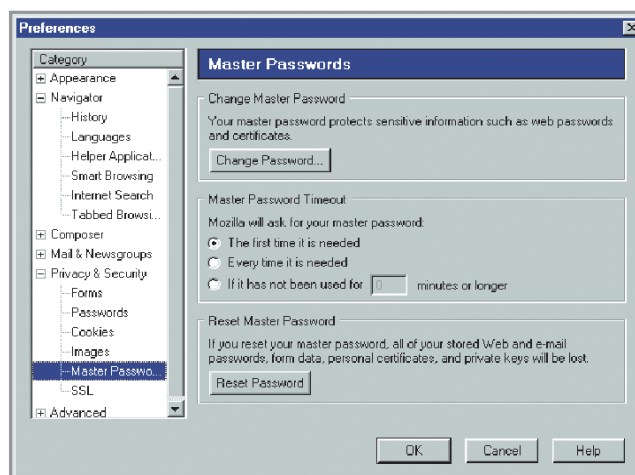 Preferences
Category
Appearance
Navigator
History
Languages
Helper Applicat...
Smart Browsing
Internet Search
Tabbed Browsi...
Composer
Mail & Newsgroups
Privacy & Security
Forms
Passwords
Cookies
Images
Master Passwo...
SSL
Advanced
Master Passwords
Change Master Password
Your master password protects sensitive information such as web passwords
and certificates.
Change Password...
Master Password Timeout
Mozilla will ask for your master password:
The first time it is needed
Every time it is needed
If it has not been used for 0 minutes or longer
Reset Master Password
If you reset your master password, all of your stored Web and e-mail
passwords, form data, personal certificates, and private keys will be lost.
Reset Password
OK Cancel Help